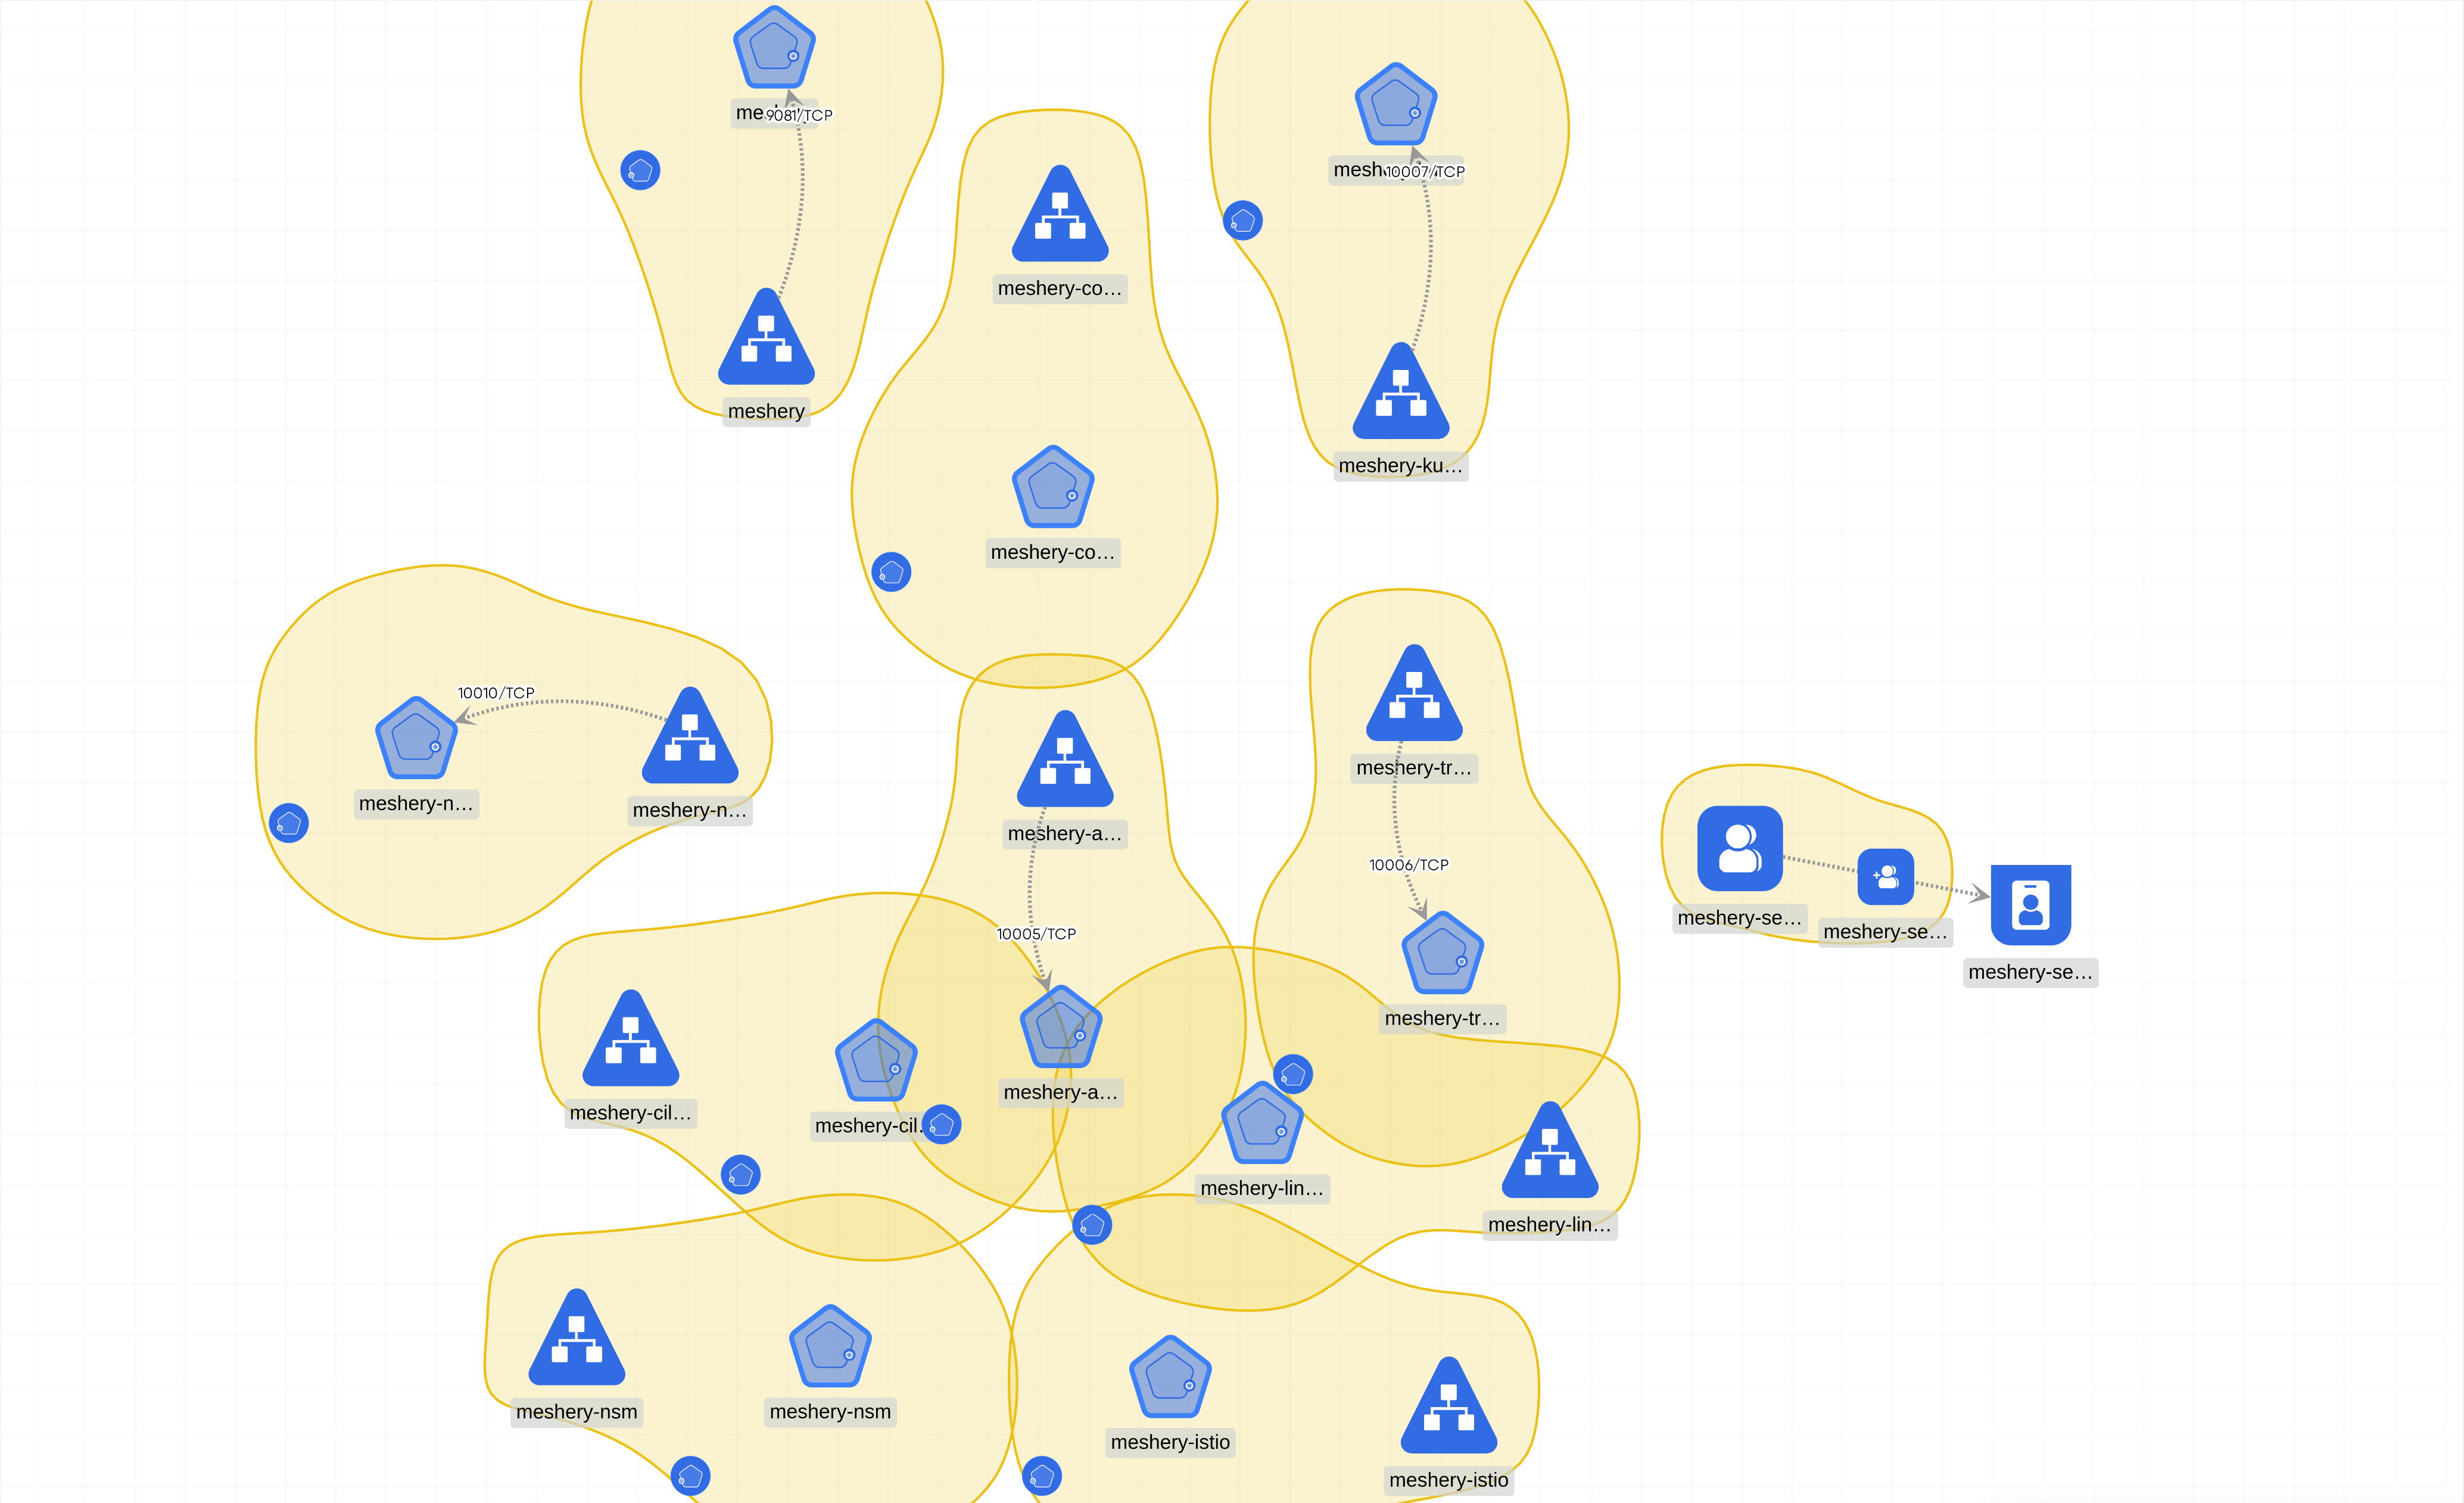 9081/TCP
10007/TCP
meshery-co…
meshery
meshery-ku…
meshery-co…
10010/TCP
meshery-n…
meshery-n…
meshery-tr…
meshery-a…
10006/TCP
10005/TCP
meshery-se…
meshery-se…
meshery-se…
meshery-tr…
meshery-a…
meshery-cil…
meshery-cil.
meshery-lin…
meshery-lin…
meshery-nsm
meshery-nsm
meshery-istio
meshery-istio